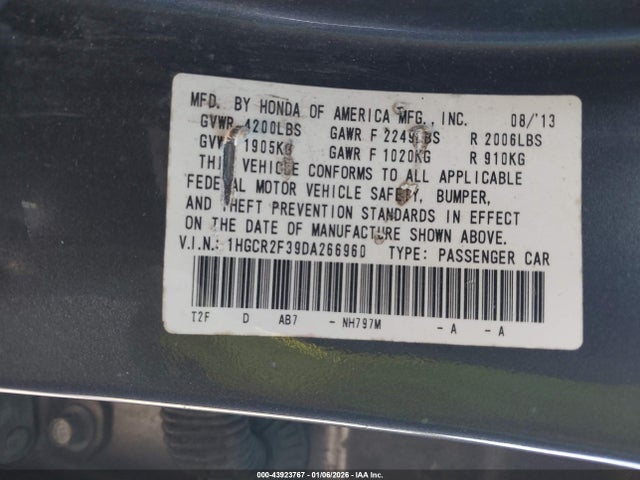 MFD. BY HONDA OF AMERICA MFG., INC. 08/'13
GVWR 4200LBS GAWR F 2249LBS R 2006LBS
GVWR 1905KG GAWR F 1020KG R 910KG
THIS VEHICLE CONFORMS TO ALL APPLICABLE
FEDERAL MOTOR VEHICLE SAFETY, BUMPER,
AND THEFT PREVENTION STANDARDS IN EFFECT
ON THE DATE OF MANUFACTURE SHOWN ABOVE.
V.I.N.: 1HGCR2F39DA266960 TYPE: PASSENGER CAR
T2F D AB7 - NH797M - A - A
000-43923767 - 01/06/2026 - IAA Inc.